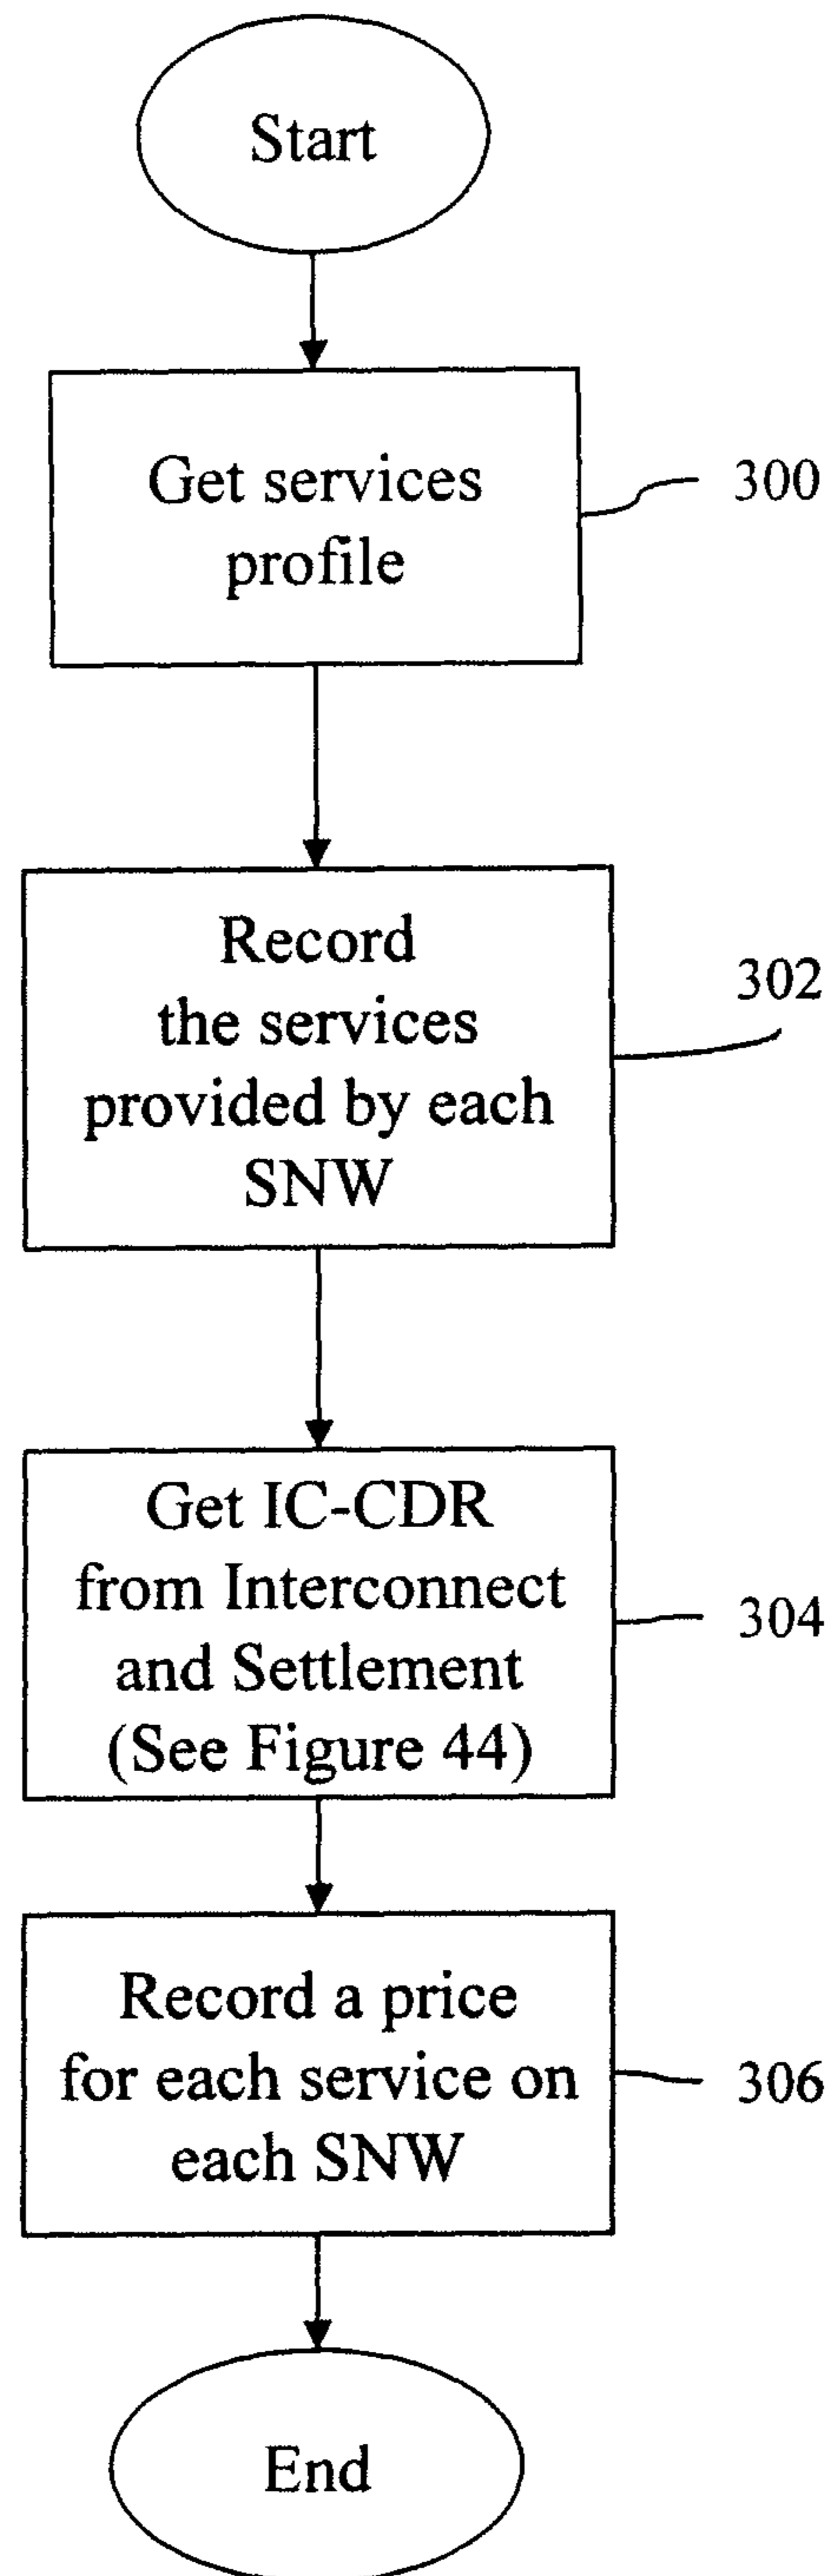 Start
Get services
profile
300
Record
the services
provided by each
SNW
302
Get IC-CDR
from Interconnect
and Settlement
(See Figure 44)
304
Record a price
for each service on
each SNW
306
End